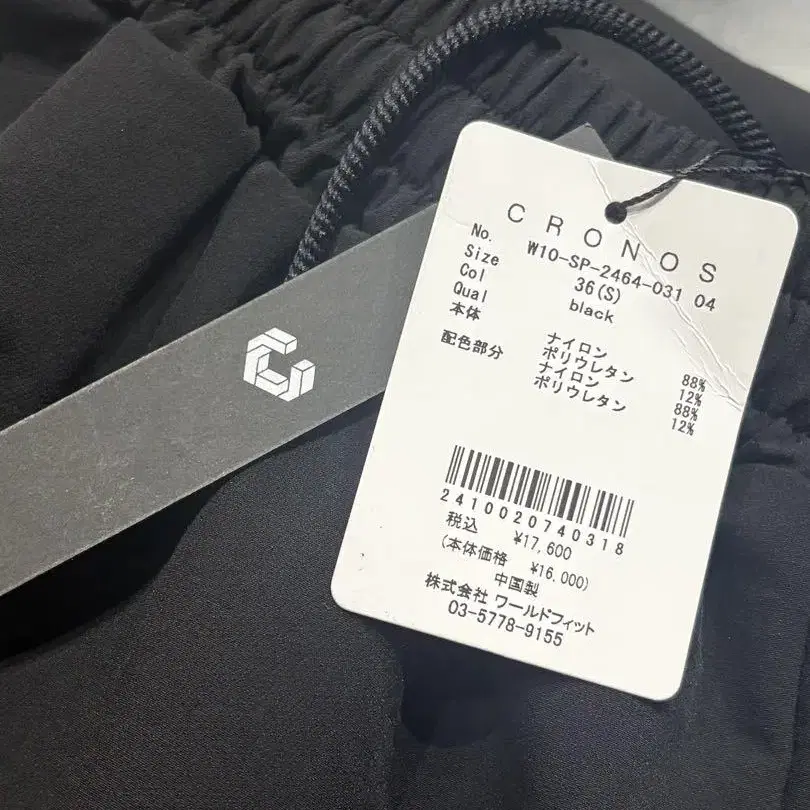 CRONOS
No. W10-SP-2464-031 04
Size 36(S)
Col black
Qual
本体 ナイロン 88%
ポリウレタン 12%
配色部分 ナイロン 88%
ポリウレタン 12%
2410020740318
税込 ¥17,600
(本体価格 ¥16,000)
中国製
株式会社 ワールドフィット
03-5778-9155